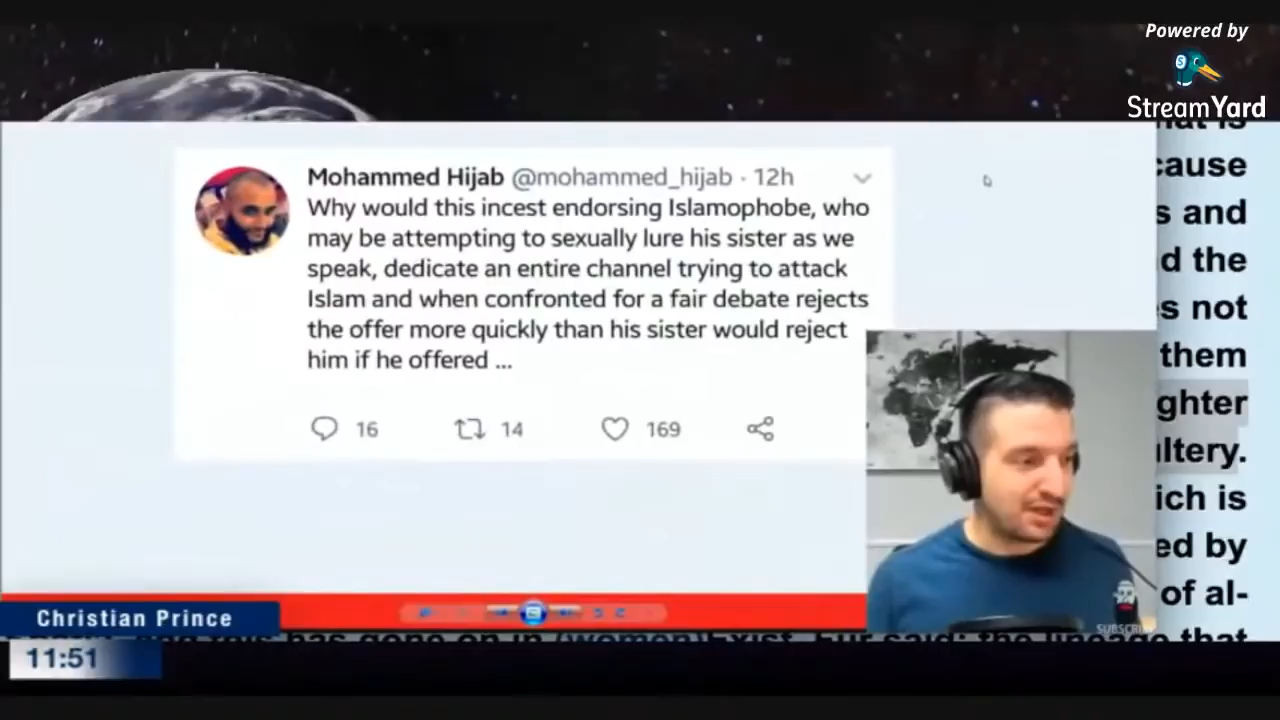 Powered by
StreamYard
Mohammed Hijab @mohammed_hijab · 12h
Why would this incest endorsing Islamophobe, who
may be attempting to sexually lure his sister as we
speak, dedicate an entire channel trying to attack
Islam and when confronted for a fair debate rejects
the offer more quickly than his sister would reject
him if he offered ...
16 14 169
cause
s and
d the
s not
them
ghter
ltery.
ich is
ed by
of al-
SUBSCRIBE
Christian Prince
11:51